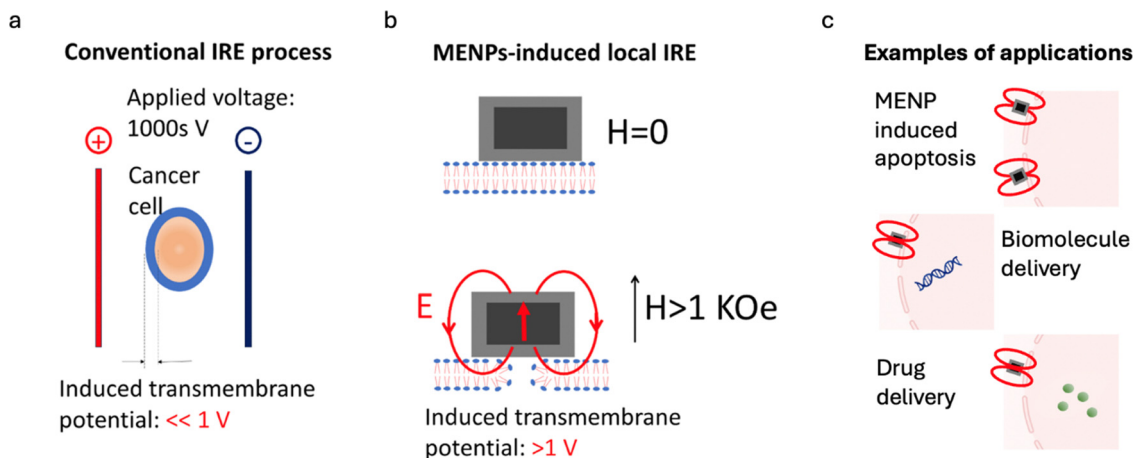 a
Conventional IRE process
Applied voltage:
1000s V
+
-
Cancer
cell
Induced transmembrane
potential: << 1 V
b
MENPs-induced local IRE
H=0
E
H>1 KOe
Induced transmembrane
potential: >1 V
c
Examples of applications
MENP
induced
apoptosis
Biomolecule
delivery
Drug
delivery